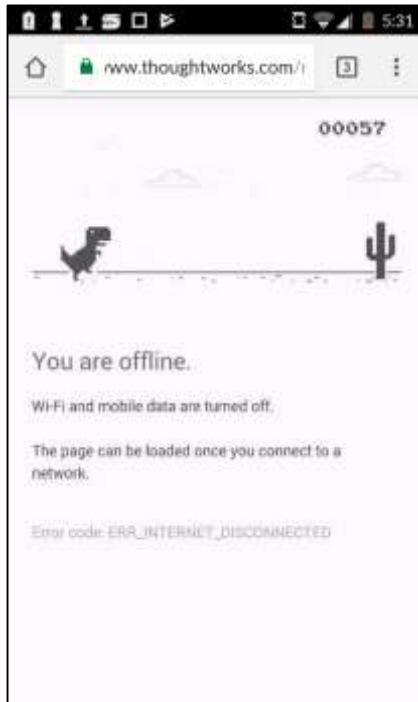 5:31
www.thoughtworks.com/
3
00057
You are offline.
Wi-Fi and mobile data are turned off.
The page can be loaded once you connect to a
network.
Error code: ERR_INTERNET_DISCONNECTED